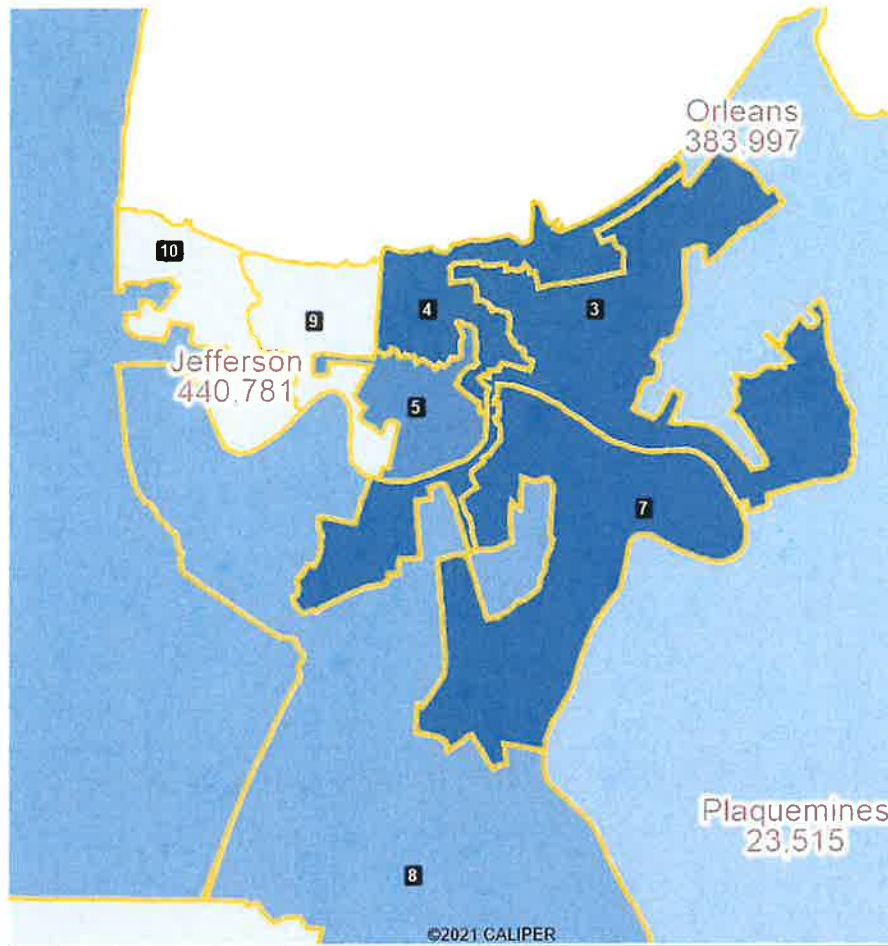 Orleans
383,997
10
9
4
3
Jefferson
440,781
5
7
Plaquemines
23,515
8
©2021 CALIPER